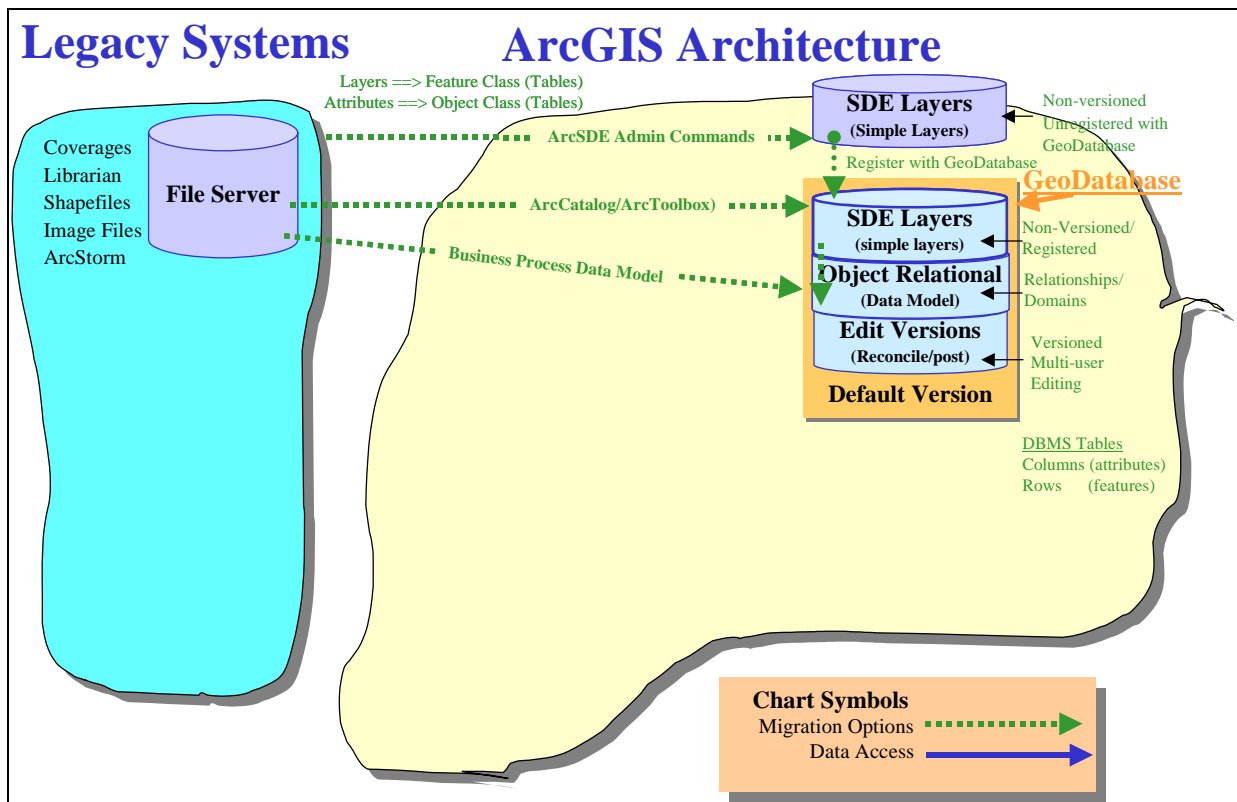 Legacy Systems
ArcGIS Architecture
Layers ==> Feature Class (Tables)
Attributes ==> Object Class (Tables)
Coverages
Librarian
Shapefiles
Image Files
ArcStorm
File Server
ArcSDE Admin Commands
SDE Layers
(Simple Layers)
Non-versioned
Unregistered with
GeoDatabase
Register with GeoDatabase
GeoDatabase
ArcCatalog/ArcToolbox)
SDE Layers
(simple layers)
Non-Versioned/
Registered
Business Process Data Model
Object Relational
(Data Model)
Relationships/
Domains
Edit Versions
(Reconcile/post)
Versioned
Multi-user
Editing
Default Version
DBMS Tables
Columns (attributes)
Rows (features)
Chart Symbols
Migration Options
Data Access